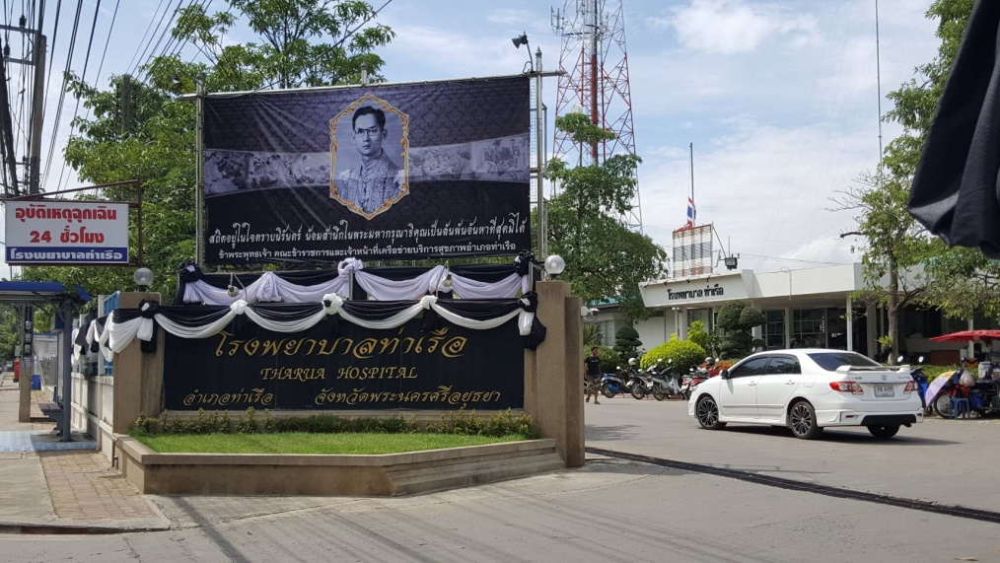 อุบัติเหตุฉุกเฉิน
24 ชั่วโมง
โรงพยาบาลท่าเรือ
สถิตอยู่ในใจตราบนิรันดร์ น้อมสำนึกในพระมหากรุณาธิคุณเป็นล้นพ้นอันหาที่สุดมิได้
ข้าพระพุทธเจ้า คณะข้าราชการและเจ้าหน้าที่เครือข่ายบริการสุขภาพอำเภอท่าเรือ
โรงพยาบาลท่าเรือ
THARUA HOSPITAL
อำเภอท่าเรือ จังหวัดพระนครศรีอยุธยา
โรงพยาบาล ท่าเรือ